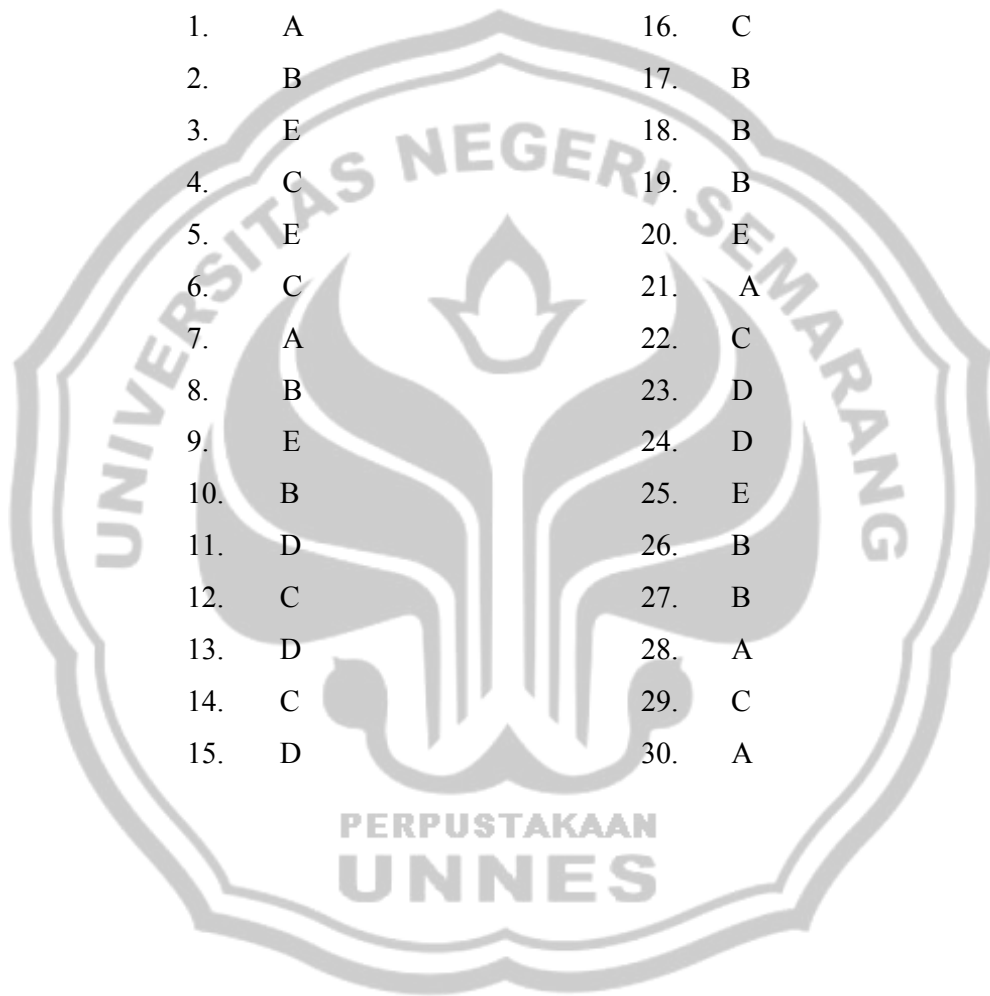 1. A
2. B
3. E
4. C
5. E
6. C
7. A
8. B
9. E
10. B
11. D
12. C
13. D
14. C
15. D
16. C
17. B
18. B
19. B
20. E
21. A
22. C
23. D
24. D
25. E
26. B
27. B
28. A
29. C
30. A
UNIVERSITAS NEGERI SEMARANG
PERPUSTAKAAN
UNNES